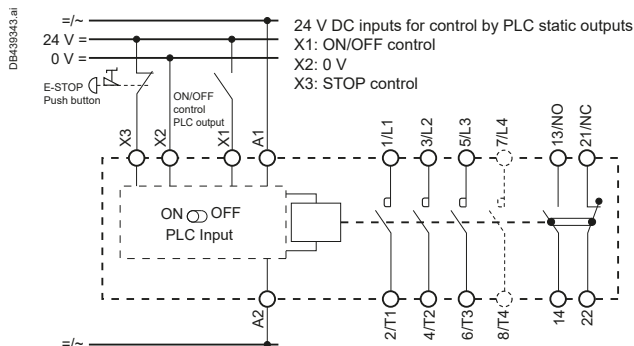 DB439343.ai
=/~
24 V =
0 V =
E-STOP
Push button
ON/OFF
control
PLC output
24 V DC inputs for control by PLC static outputs
X1: ON/OFF control
X2: 0 V
X3: STOP control
X3
X2
X1
A1
1/L1
3/L2
5/L3
7/L4
13/NO
21/NC
ON OFF
PLC Input
A2
2/T1
4/T2
6/T3
8/T4
14
22
=/~